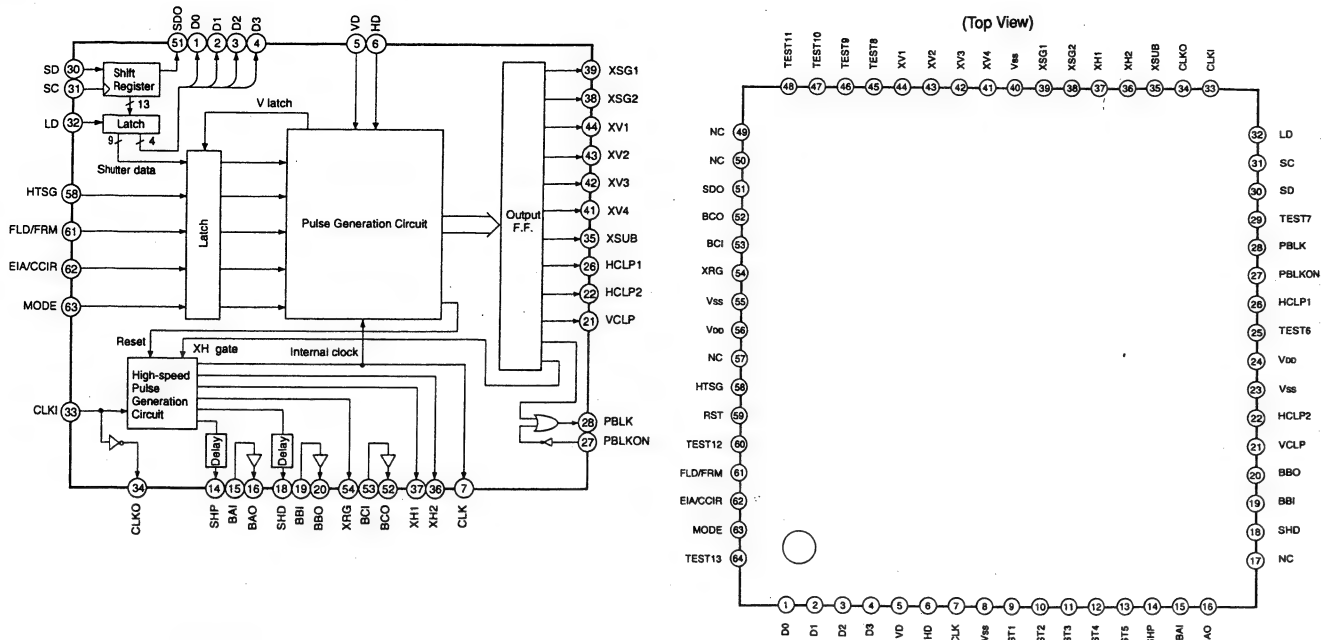 SDO D0 D1 D2 D3 VD HD
51 1 2 3 4 5 6
SD 30 Shift Register
SC 31
13
LD 32 Latch
9 4
Shutter data
V latch
HTSG 58
FLD/FRM 61
EIA/CCIR 62
MODE 63
Latch
Pulse Generation Circuit
Output F.F.
39 XSG1
38 XSG2
44 XV1
43 XV2
42 XV3
41 XV4
35 XSUB
26 HCLP1
22 HCLP2
21 VCLP
Reset
XH gate
Internal clock
High-speed Pulse Generation Circuit
CLKI 33
28 PBLK
27 PBLKON
Delay Delay
34 14 15 16 18 19 20 54 53 52 37 36 7
CLKO SHP BAI BAO SHD BBI BBO XRG BCI BCO XH1 XH2 CLK
(Top View)
TEST11 TEST10 TEST9 TEST8 XV1 XV2 XV3 XV4 Vss XSG1 XSG2 XH1 XH2 XSUB CLKO CLKI
48 47 46 45 44 43 42 41 40 39 38 37 36 35 34 33
NC 49
NC 50
SDO 51
BCO 52
BCI 53
XRG 54
Vss 55
VDD 56
NC 57
HTSG 58
RST 59
TEST12 60
FLD/FRM 61
EIA/CCIR 62
MODE 63
TEST13 64
32 LD
31 SC
30 SD
29 TEST7
28 PBLK
27 PBLKON
26 HCLP1
25 TEST6
24 VDD
23 Vss
22 HCLP2
21 VCLP
20 BBO
19 BBI
18 SHD
17 NC
1 2 3 4 5 6 7 8 9 10 11 12 13 14 15 16
D0 D1 D2 D3 VD HD CLK Vss ST1 ST2 ST3 ST4 ST5 SHP BAI AO